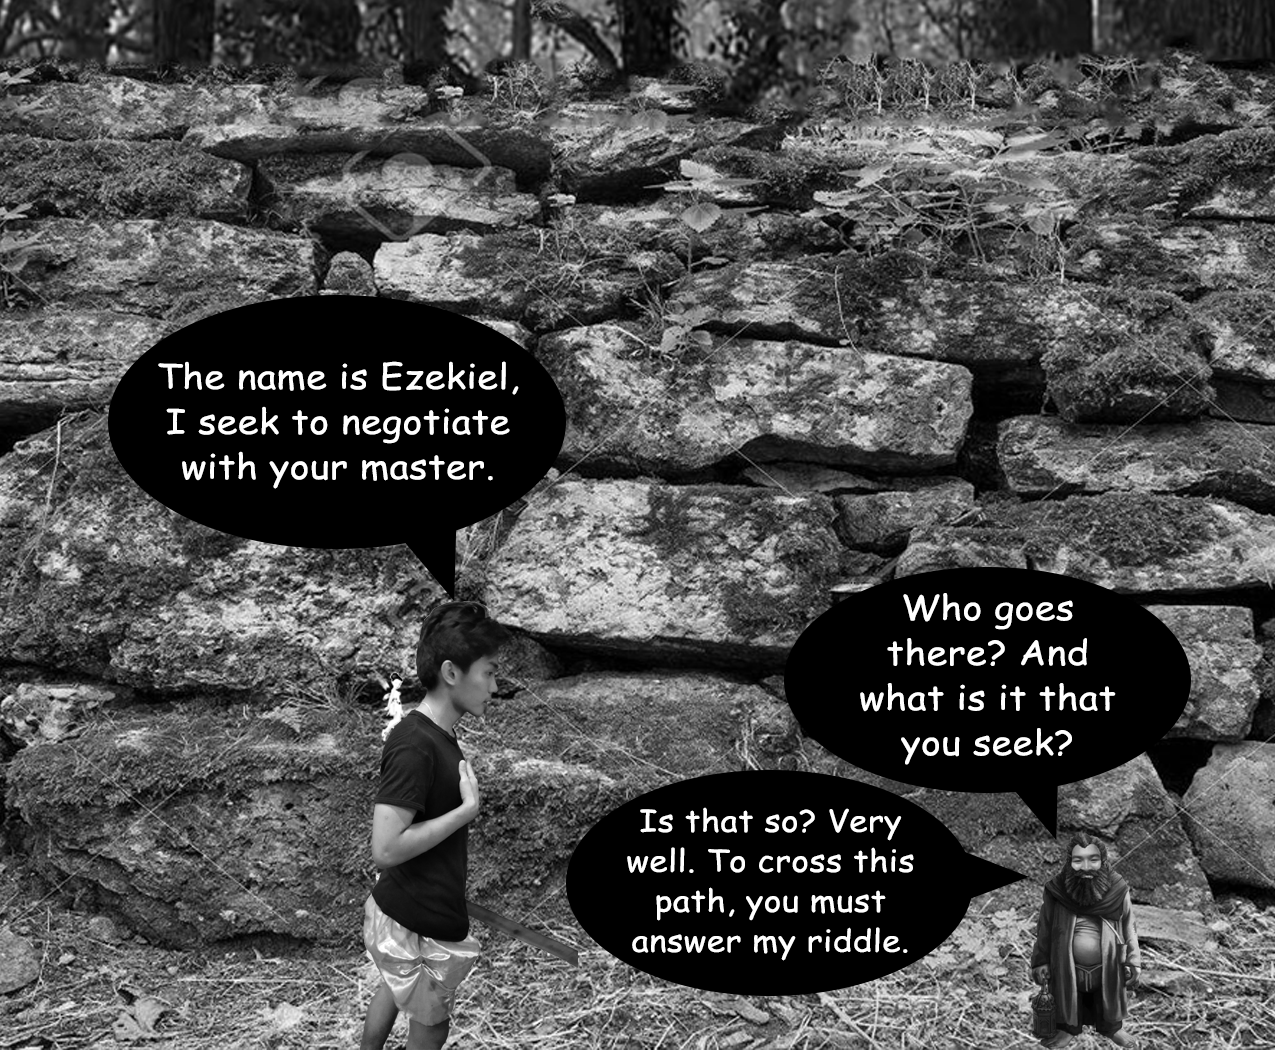 The name is Ezekiel,
I seek to negotiate
with your master.
Who goes
there? And
what is it that
you seek?
Is that so? Very
well. To cross this
path, you must
answer my riddle.